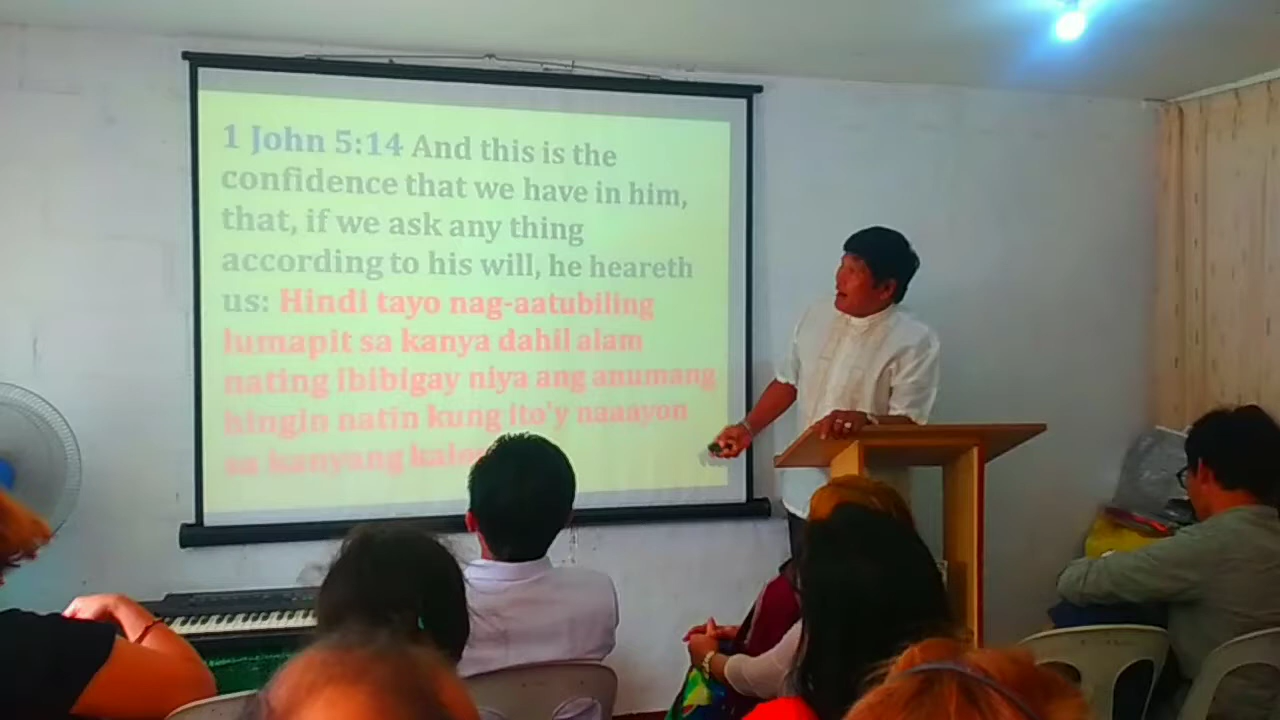 1 John 5:14 And this is the
confidence that we have in him,
that, if we ask any thing
according to his will, he heareth
us: Hindi tayo nag-aatubiling
lumapit sa kanya dahil alam
nating ibibigay niya ang anumang
hingin natin kung ito'y naaayon
sa kanyang